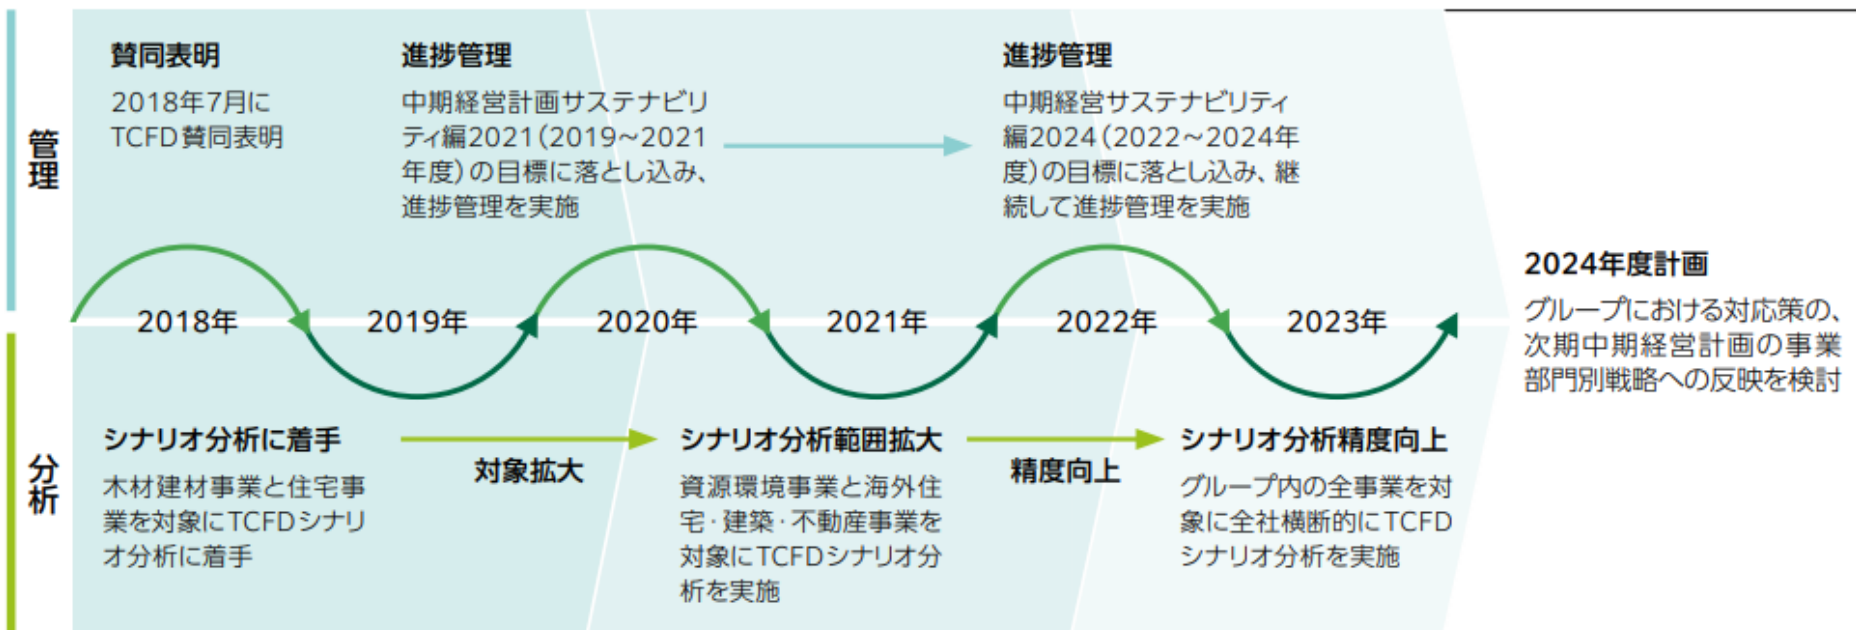 管理
賛同表明
2018年7月に
TCFD賛同表明
進捗管理
中期経営計画サステナビリ
ティ編2021(2019～2021
年度)の目標に落とし込み、
進捗管理を実施
進捗管理
中期経営サステナビリティ
編2024(2022～2024年
度)の目標に落とし込み、継
続して進捗管理を実施
2018年
2019年
2020年
2021年
2022年
2023年
2024年度計画
グループにおける対応策の、
次期中期経営計画の事業
部門別戦略への反映を検討
分析
シナリオ分析に着手
木材建材事業と住宅事
業を対象にTCFDシナリ
オ分析に着手
対象拡大
シナリオ分析範囲拡大
資源環境事業と海外住
宅・建築・不動産事業を
対象にTCFDシナリオ分
析を実施
精度向上
シナリオ分析精度向上
グループ内の全事業を対
象に全社横断的にTCFD
シナリオ分析を実施